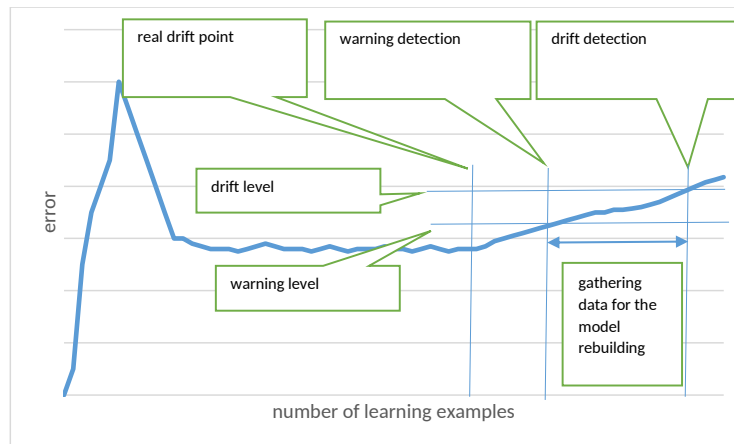 real drift point
warning detection
drift detection
drift level
error
warning level
gathering
data for the
model
rebuilding
number of learning examples